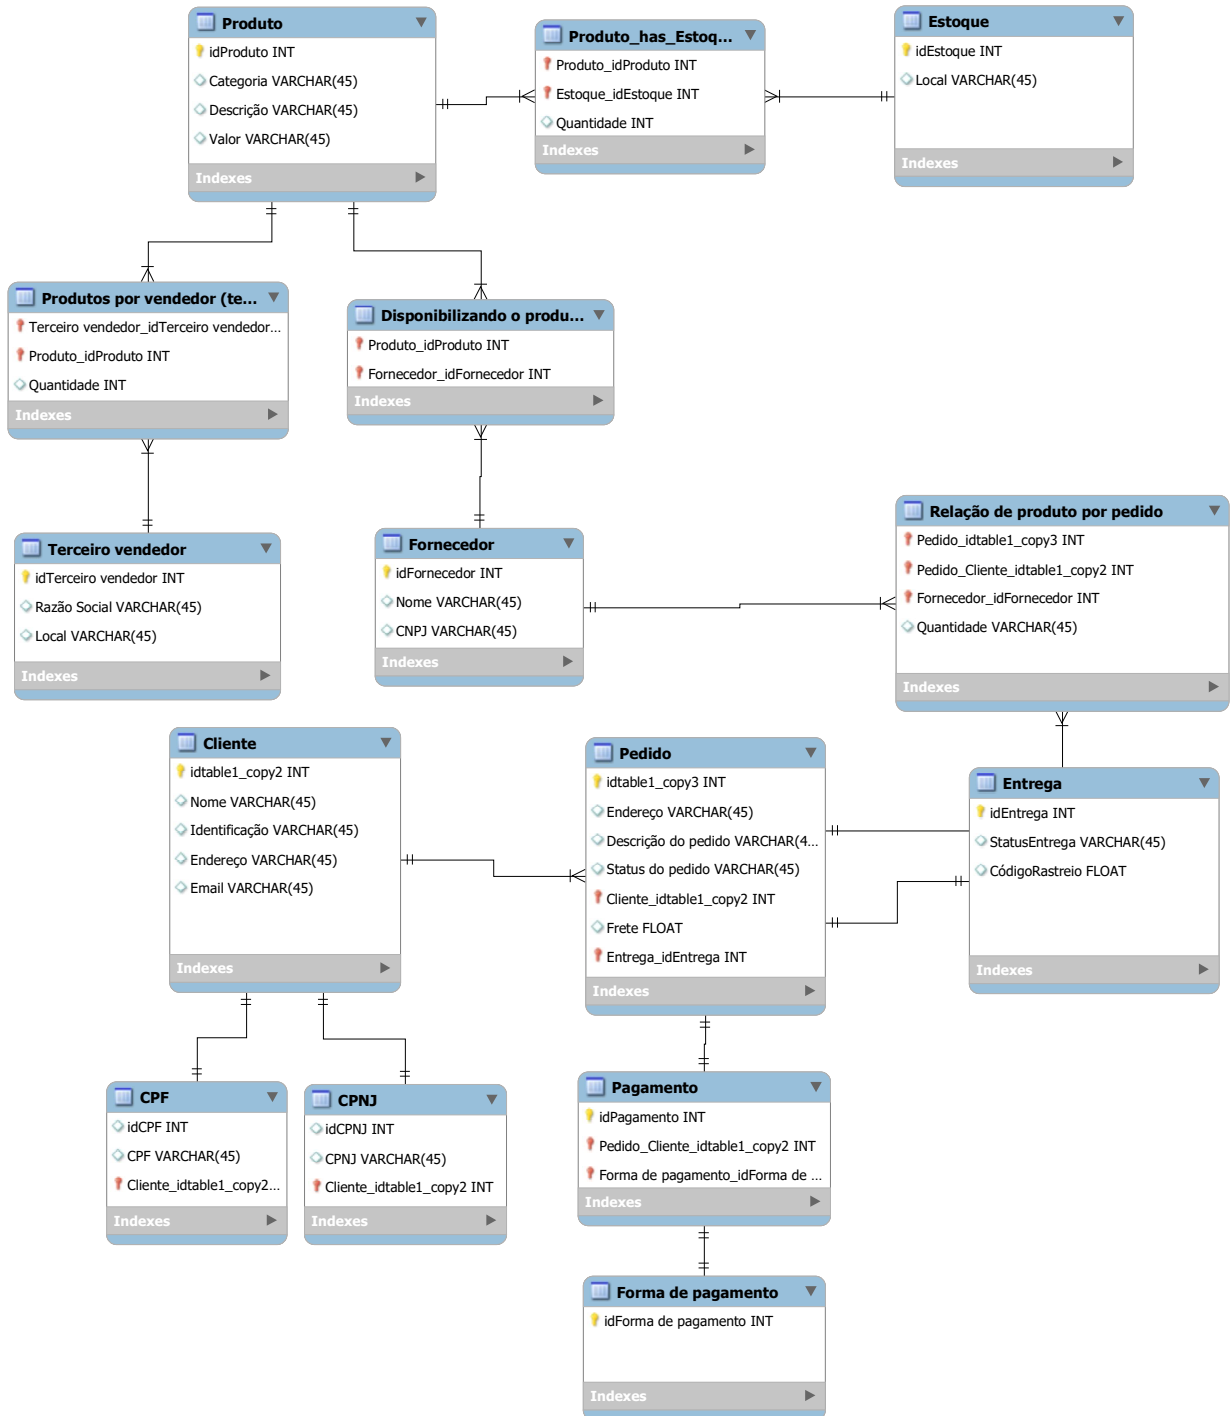 Produto
idProduto INT
Categoria VARCHAR(45)
Descrição VARCHAR(45)
Valor VARCHAR(45)
Indexes
Produto_has_Estoq...
Produto_idProduto INT
Estoque_idEstoque INT
Quantidade INT
Indexes
Estoque
idEstoque INT
Local VARCHAR(45)
Indexes
Produtos por vendedor (te...
Terceiro vendedor_idTerceiro vendedor...
Produto_idProduto INT
Quantidade INT
Indexes
Disponibilizando o produ...
Produto_idProduto INT
Fornecedor_idFornecedor INT
Indexes
Terceiro vendedor
idTerceiro vendedor INT
Razão Social VARCHAR(45)
Local VARCHAR(45)
Indexes
Fornecedor
idFornecedor INT
Nome VARCHAR(45)
CNPJ VARCHAR(45)
Indexes
Relação de produto por pedido
Pedido_idtable1_copy3 INT
Pedido_Cliente_idtable1_copy2 INT
Fornecedor_idFornecedor INT
Quantidade VARCHAR(45)
Indexes
Cliente
idtable1_copy2 INT
Nome VARCHAR(45)
Identificação VARCHAR(45)
Endereço VARCHAR(45)
Email VARCHAR(45)
Indexes
Pedido
idtable1_copy3 INT
Endereço VARCHAR(45)
Descrição do pedido VARCHAR(4...
Status do pedido VARCHAR(45)
Cliente_idtable1_copy2 INT
Frete FLOAT
Entrega_idEntrega INT
Indexes
Entrega
idEntrega INT
StatusEntrega VARCHAR(45)
CódigoRastreio FLOAT
Indexes
CPF
idCPF INT
CPF VARCHAR(45)
Cliente_idtable1_copy2...
Indexes
CPNJ
idCPNJ INT
CPNJ VARCHAR(45)
Cliente_idtable1_copy2 INT
Indexes
Pagamento
idPagamento INT
Pedido_Cliente_idtable1_copy2 INT
Forma de pagamento_idForma de ...
Indexes
Forma de pagamento
idForma de pagamento INT
Indexes